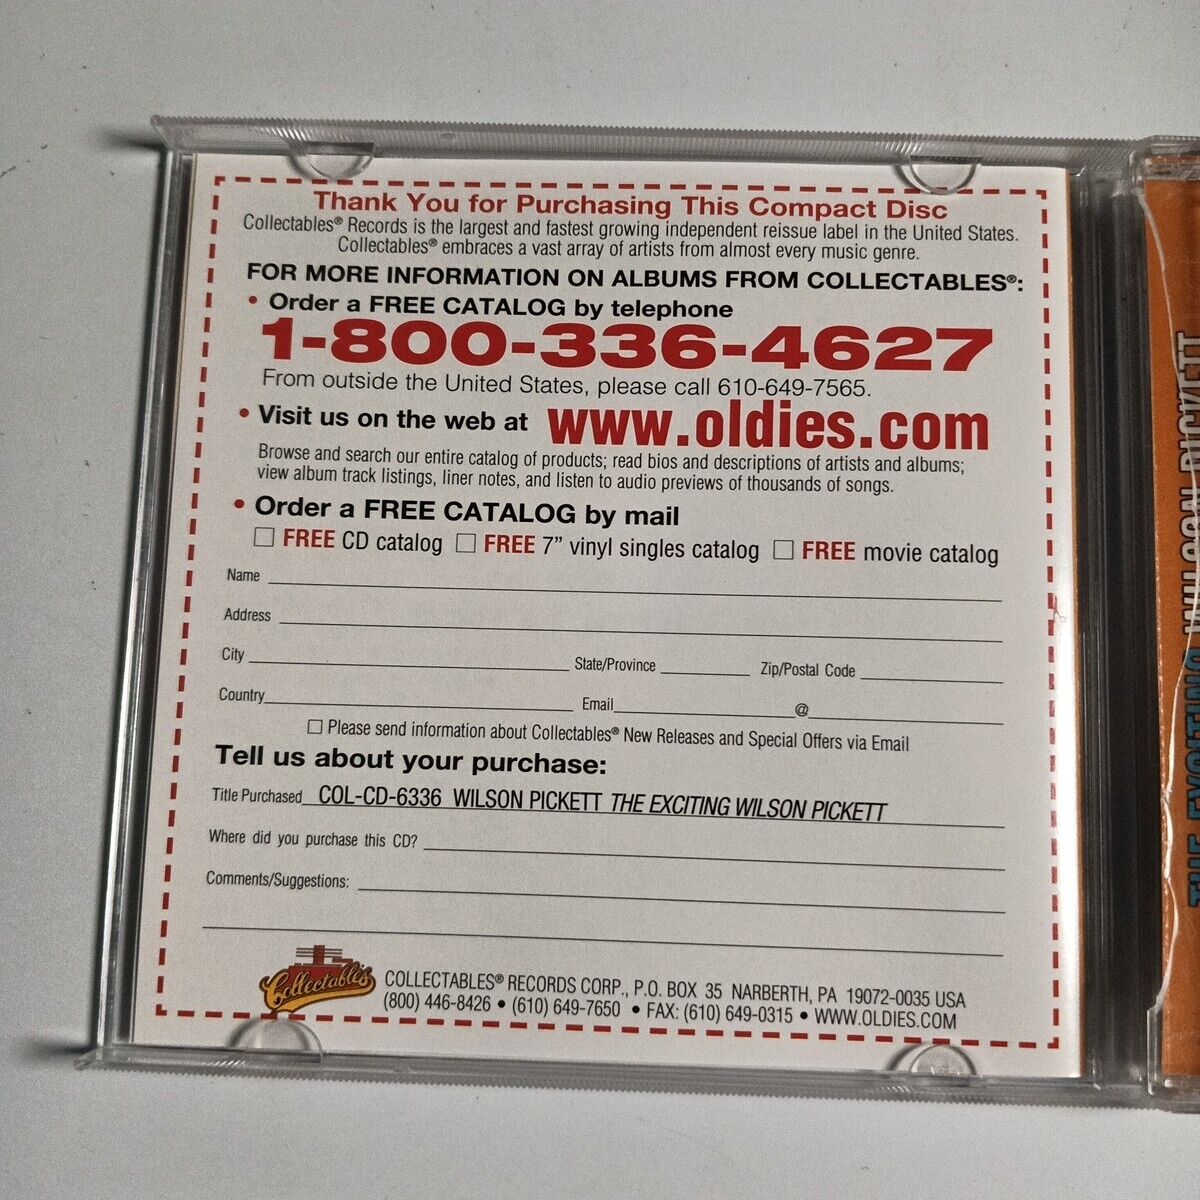 Thank You for Purchasing This Compact Disc
Collectables® Records is the largest and fastest growing independent reissue label in the United States.
Collectables® embraces a vast array of artists from almost every music genre.
FOR MORE INFORMATION ON ALBUMS FROM COLLECTABLES®:
• Order a FREE CATALOG by telephone
1-800-336-4627
From outside the United States, please call 610-649-7565.
• Visit us on the web at www.oldies.com
Browse and search our entire catalog of products; read bios and descriptions of artists and albums;
view album track listings, liner notes, and listen to audio previews of thousands of songs.
• Order a FREE CATALOG by mail
☐ FREE CD catalog ☐ FREE 7” vinyl singles catalog ☐ FREE movie catalog
Name
Address
City State/Province Zip/Postal Code
Country Email @
☐ Please send information about Collectables® New Releases and Special Offers via Email
Tell us about your purchase:
Title Purchased COL-CD-6336 WILSON PICKETT THE EXCITING WILSON PICKETT
Where did you purchase this CD?
Comments/Suggestions:
Collectables
COLLECTABLES® RECORDS CORP., P.O. BOX 35 NARBERTH, PA 19072-0035 USA
(800) 446-8426 • (610) 649-7650 • FAX: (610) 649-0315 • WWW.OLDIES.COM
THE EXCITING WILSON PICKETT